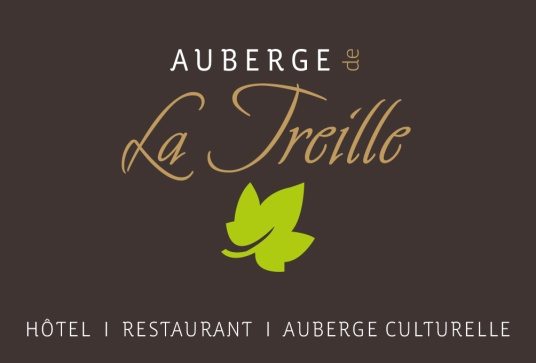 AUBERGE de
La Treille
HÔTEL I RESTAURANT I AUBERGE CULTURELLE